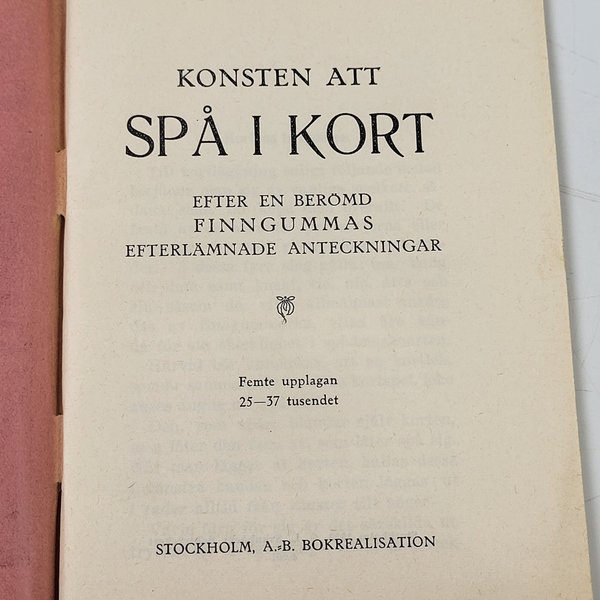 KONSTEN ATT
SPÅ I KORT
EFTER EN BERÖMD
FINNGUMMAS
EFTERLÄMNADE ANTECKNINGAR
Femte upplagan
25—37 tusendet
STOCKHOLM, A.-B. BOKREALISATION